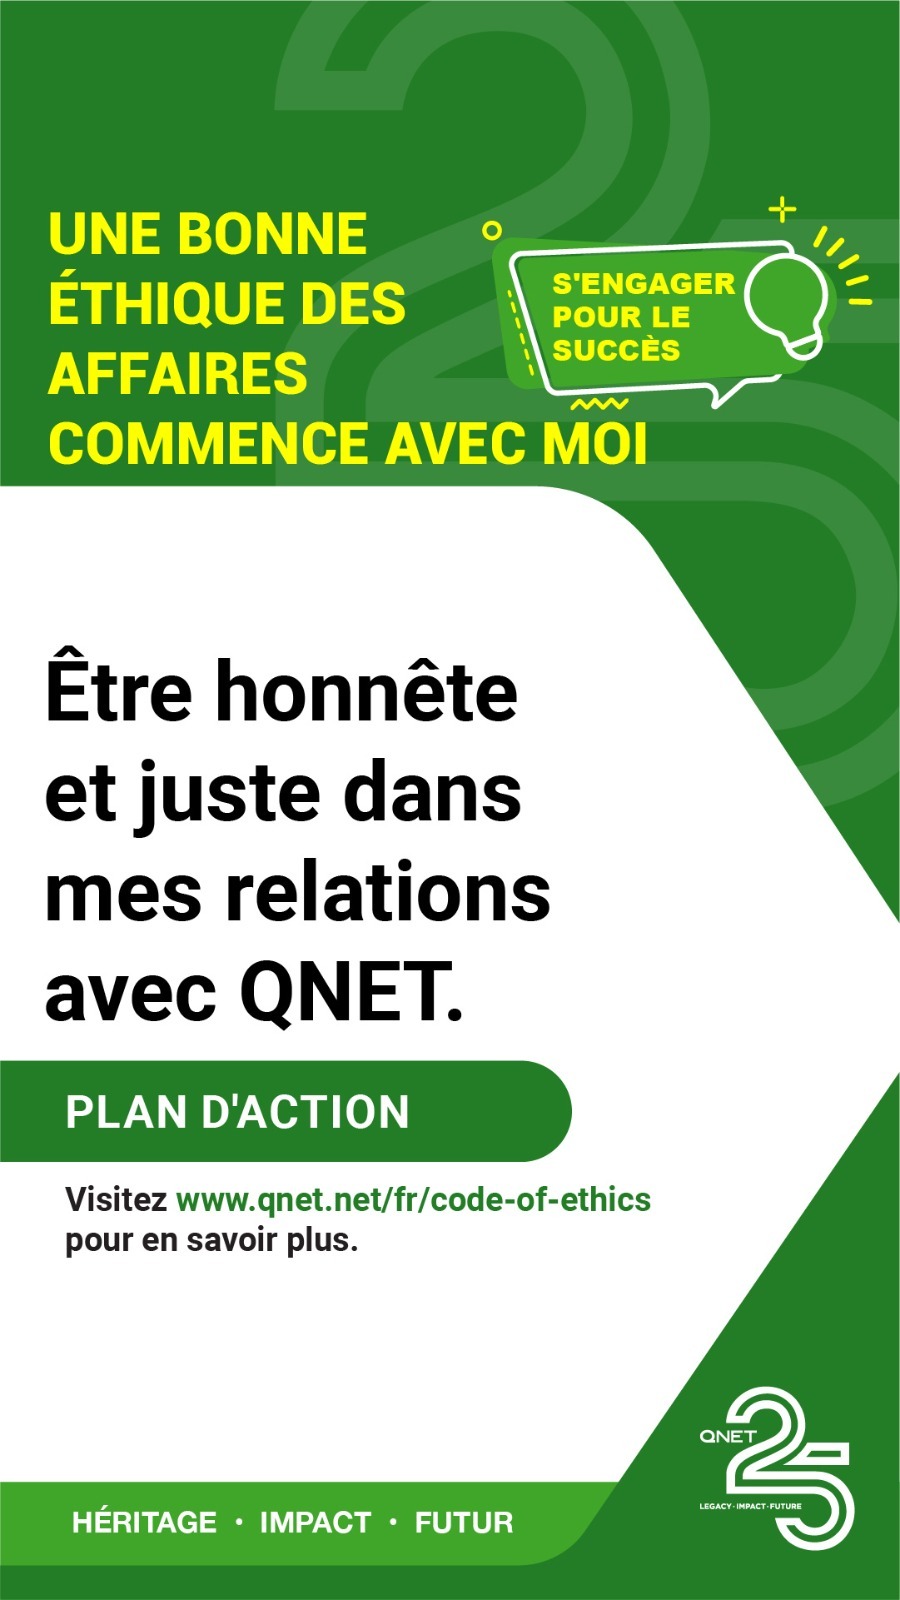 UNE BONNE
ÉTHIQUE DES
AFFAIRES
COMMENCE AVEC MOI
S'ENGAGER
POUR LE
SUCCÈS
Être honnête
et juste dans
mes relations
avec QNET.
PLAN D'ACTION
Visitez www.qnet.net/fr/code-of-ethics
pour en savoir plus.
HÉRITAGE • IMPACT • FUTUR
QNET 25
LEGACY·IMPACT·FUTURE